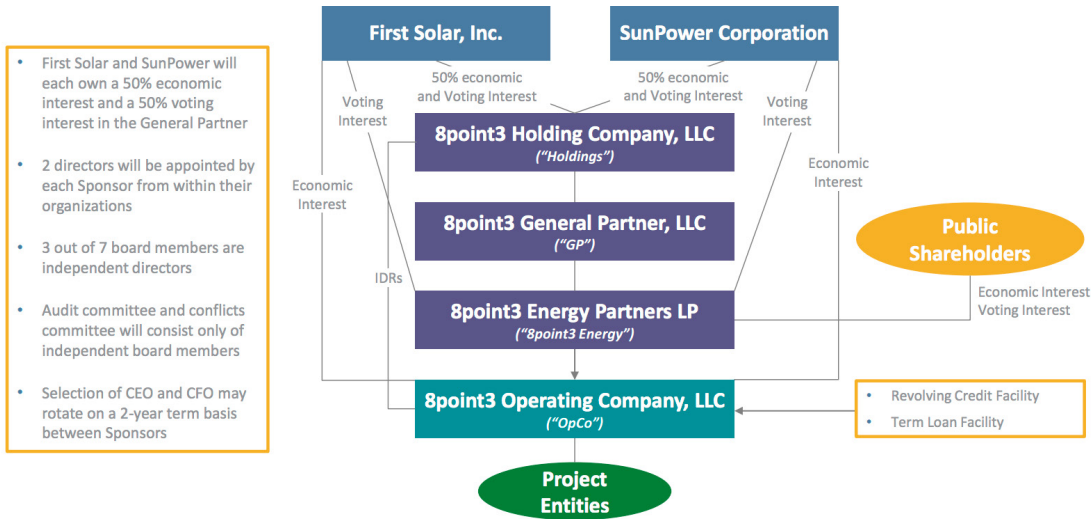 First Solar, Inc.
SunPower Corporation
• First Solar and SunPower will
each own a 50% economic
interest and a 50% voting
interest in the General Partner
• 2 directors will be appointed by
each Sponsor from within their
organizations
• 3 out of 7 board members are
independent directors
• Audit committee and conflicts
committee will consist only of
independent board members
• Selection of CEO and CFO may
rotate on a 2-year term basis
between Sponsors
50% economic
and Voting Interest
50% economic
and Voting Interest
Voting
Interest
Voting
Interest
8point3 Holding Company, LLC
("Holdings")
Economic
Interest
Economic
Interest
8point3 General Partner, LLC
("GP")
IDRs
Public
Shareholders
8point3 Energy Partners LP
("8point3 Energy")
Economic Interest
Voting Interest
8point3 Operating Company, LLC
("OpCo")
• Revolving Credit Facility
• Term Loan Facility
Project
Entities